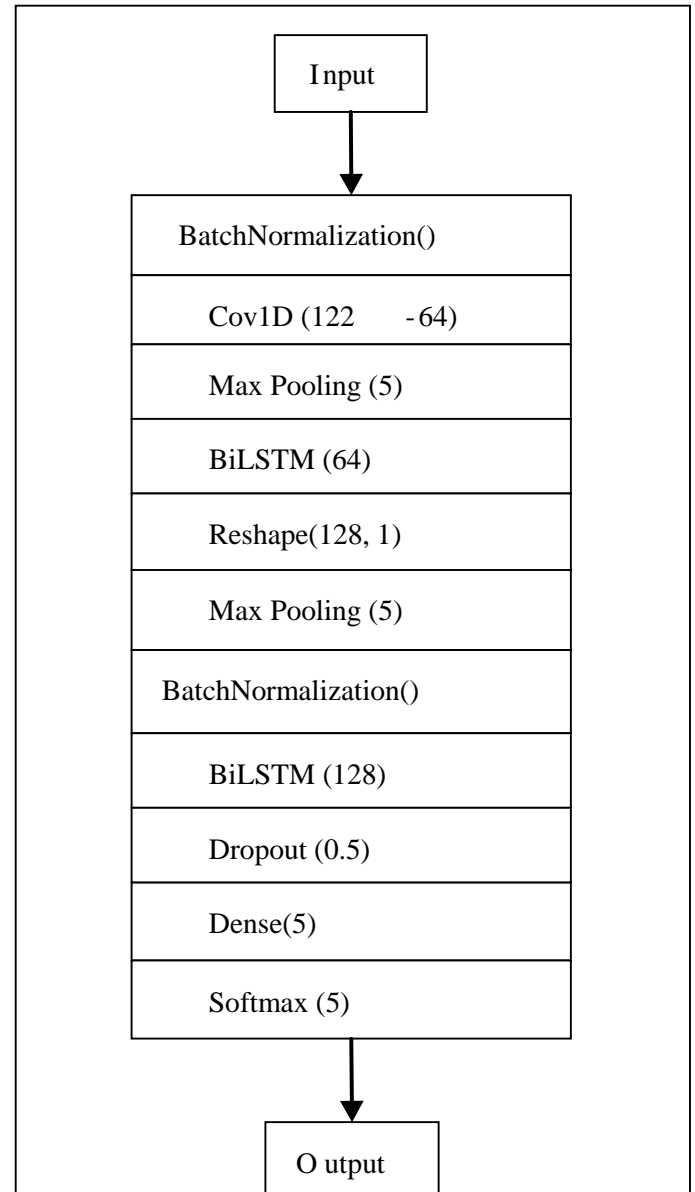 Input
BatchNormalization()
Cov1D (122 -64)
Max Pooling (5)
BiLSTM (64)
Reshape(128, 1)
Max Pooling (5)
BatchNormalization()
BiLSTM (128)
Dropout (0.5)
Dense(5)
Softmax (5)
O utput